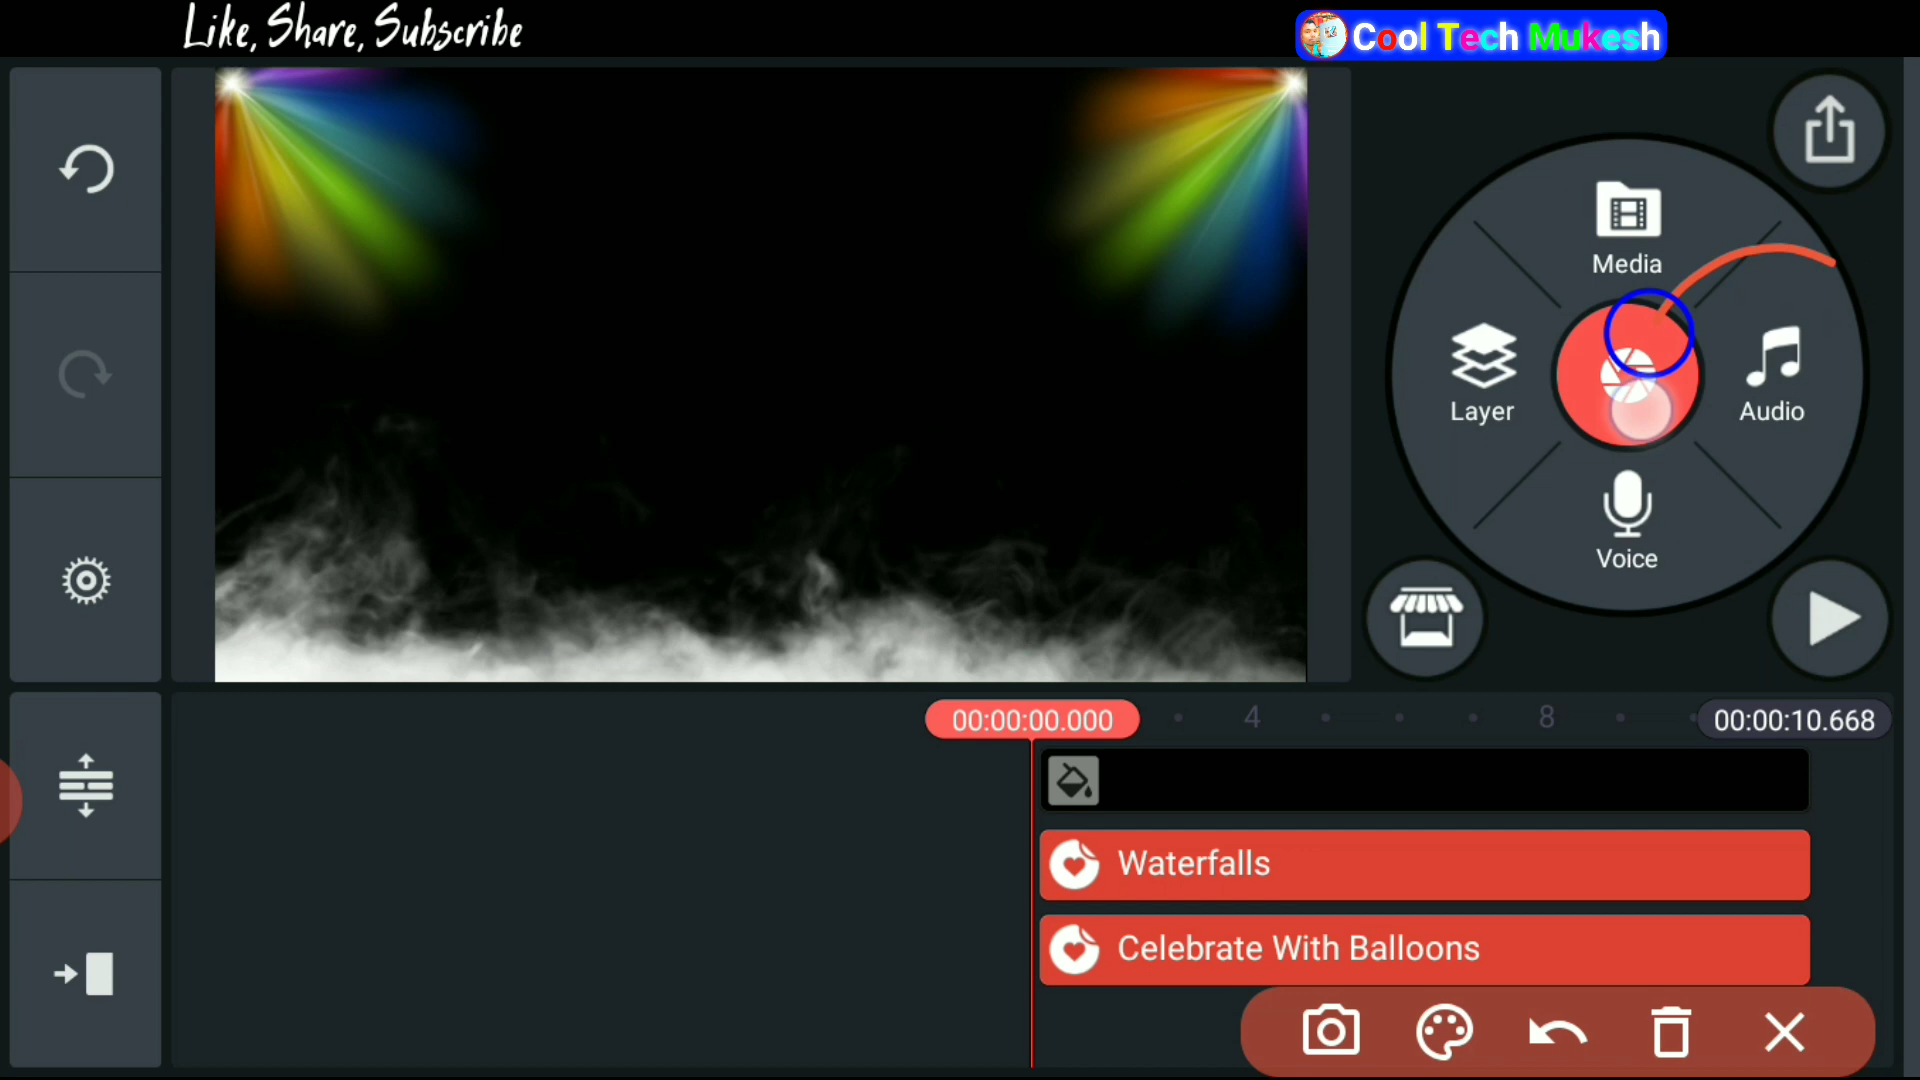 Like, Share, Subscribe
Cool Tech Mukesh
Media
Layer
Audio
Voice
00:00:00.000
4
8
00:00:10.668
Waterfalls
Celebrate With Balloons